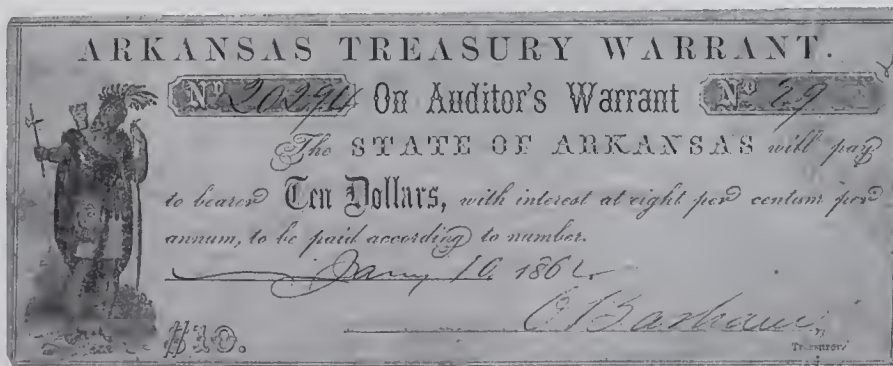 ARKANSAS TREASURY WARRANT.
No 20294 On Auditor's Warrant No 29
The STATE OF ARKANSAS will pay
to bearer Ten Dollars, with interest at eight per centum per
annum, to be paid according to number.
Jany 10 1862
$10.
Treasurer